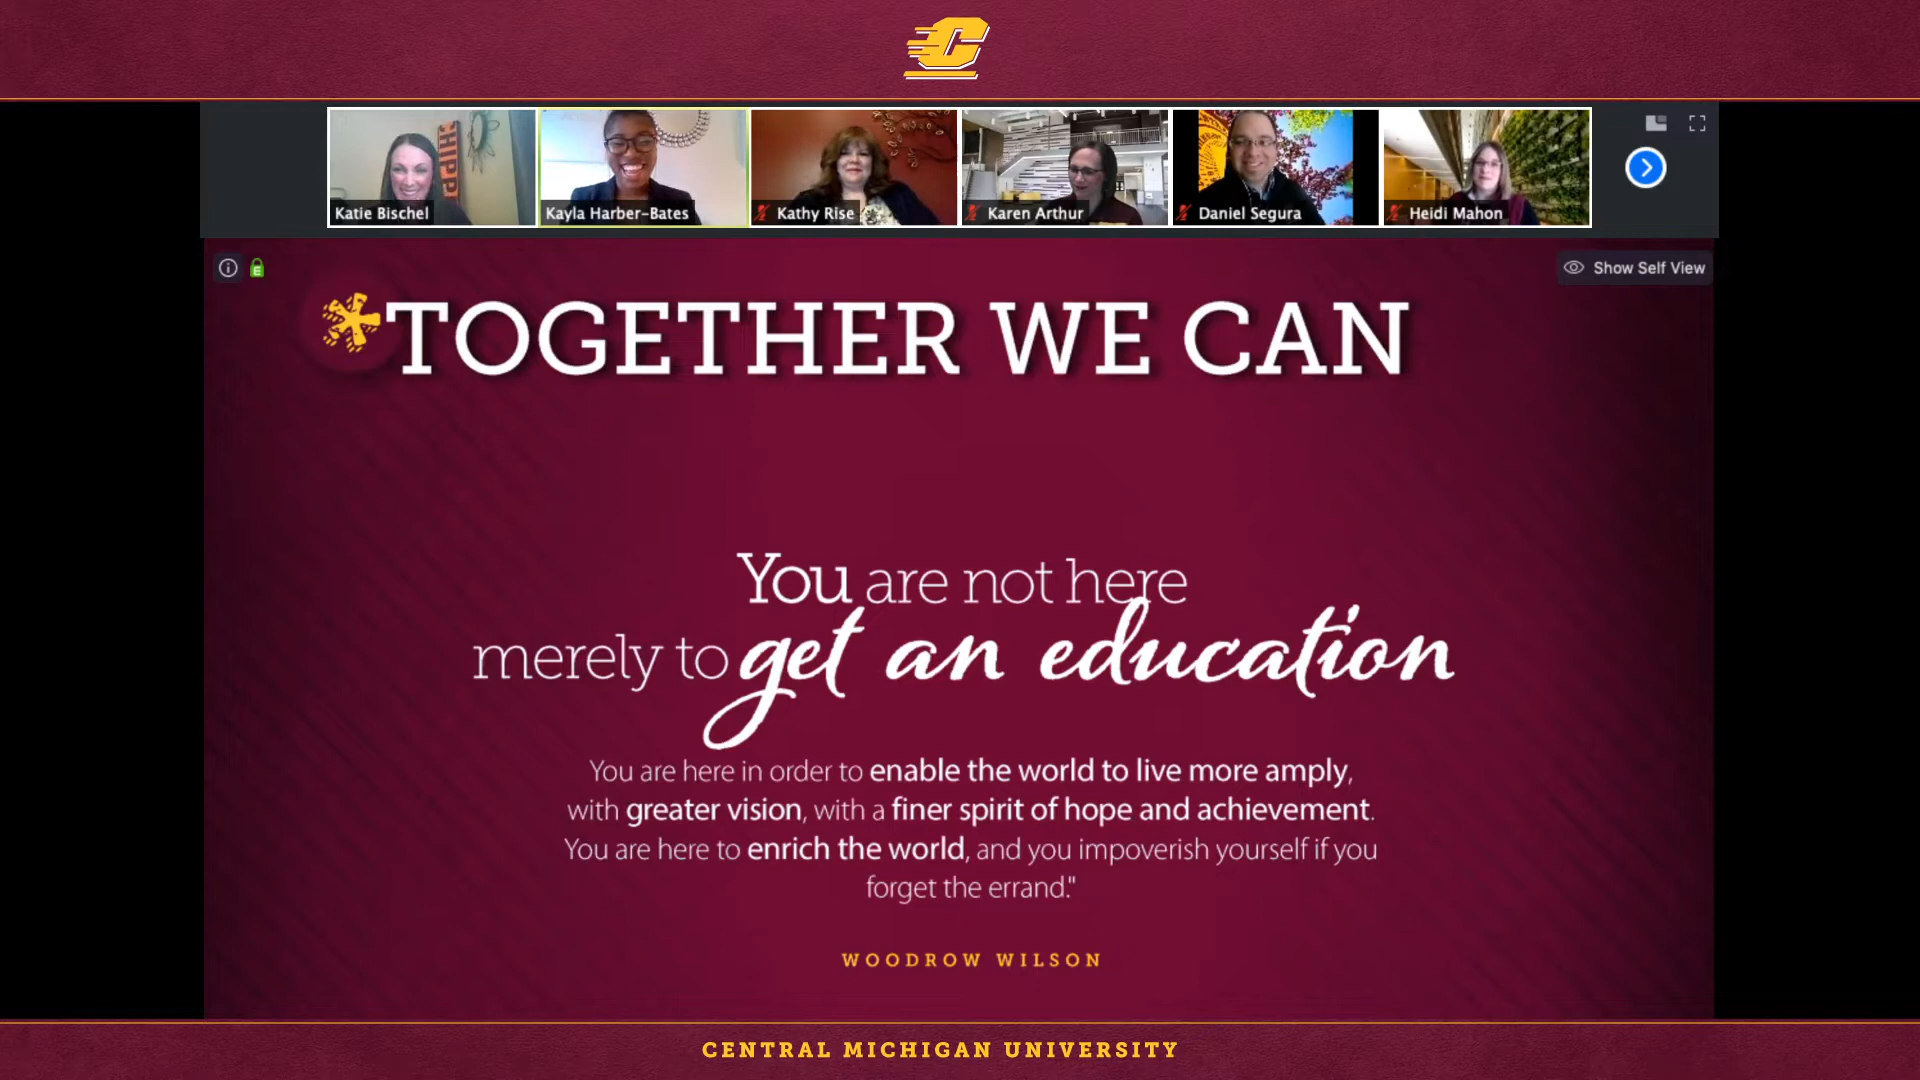 CHIPP
Katie Bischel
Kayla Harber-Bates
Kathy Rise
Karen Arthur
Daniel Segura
Heidi Mahon
E
Show Self View
*TOGETHER WE CAN
You are not here
merely to get an education
You are here in order to enable the world to live more amply,
with greater vision, with a finer spirit of hope and achievement.
You are here to enrich the world, and you impoverish yourself if you
forget the errand."
WOODROW WILSON
CENTRAL MICHIGAN UNIVERSITY